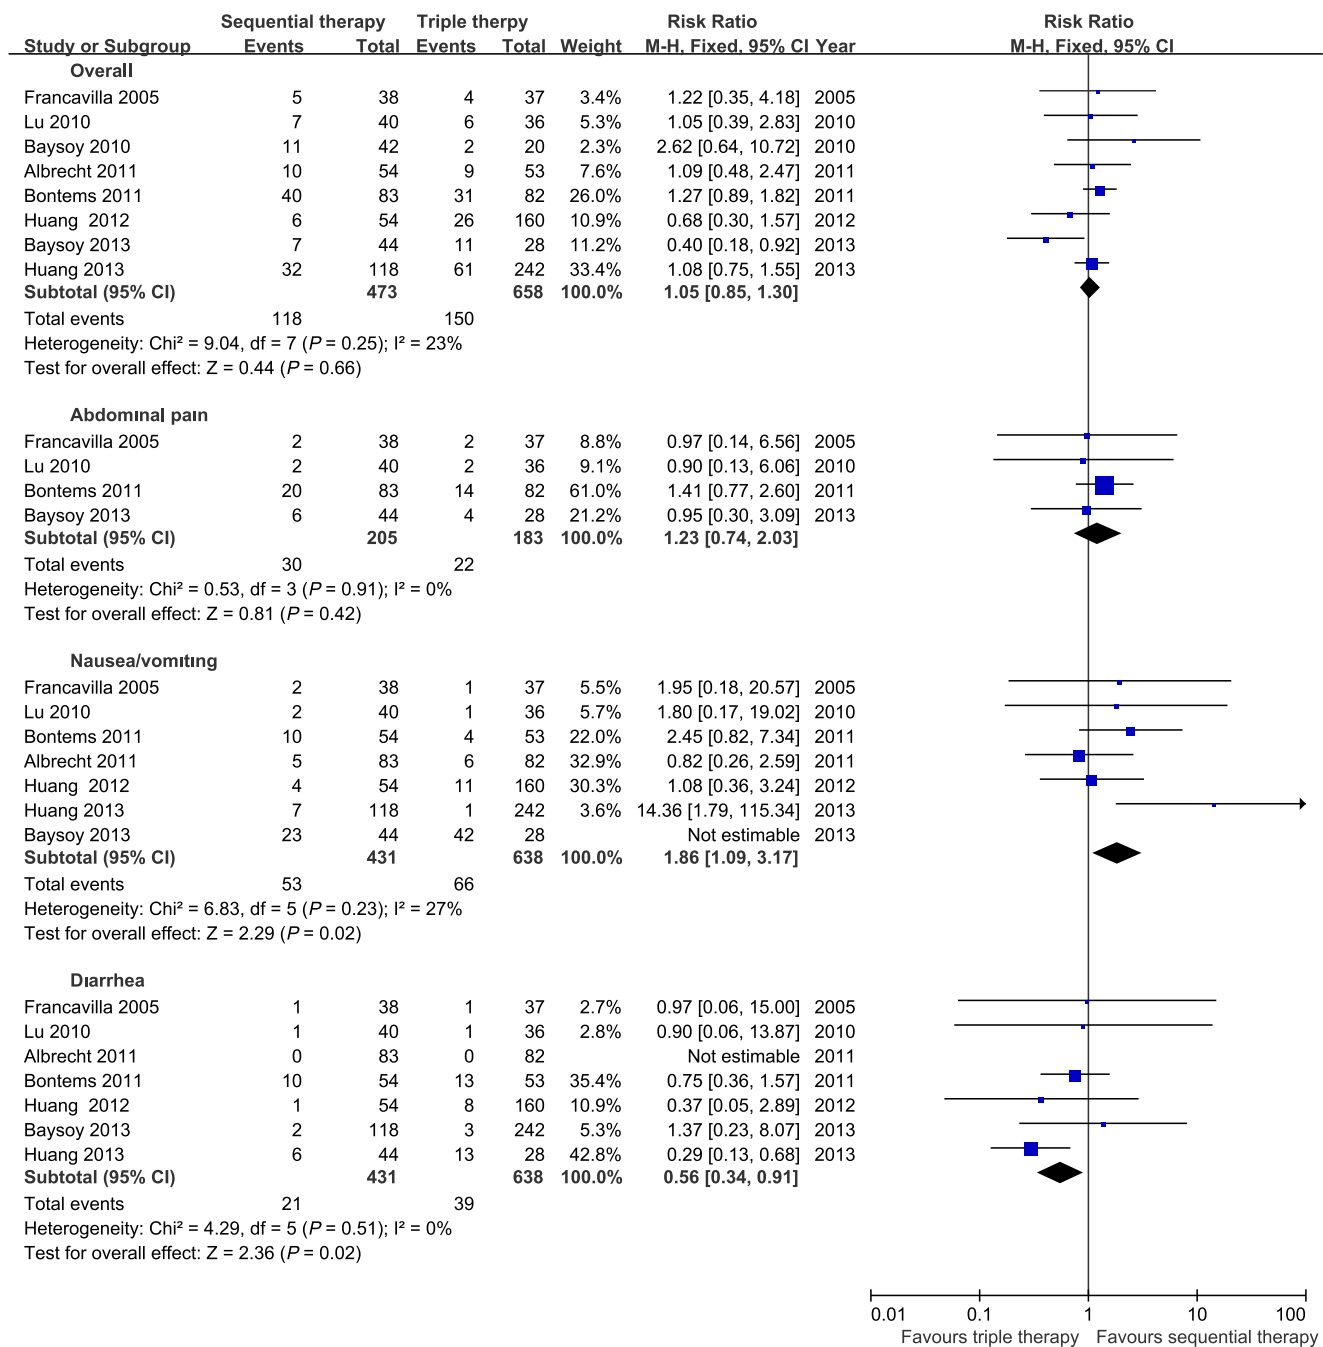 Sequential therapy Triple therpy Risk Ratio Risk Ratio
Study or Subgroup Events Total Events Total Weight M-H, Fixed, 95% CI Year M-H, Fixed, 95% CI
Overall
Francavilla 2005 5 38 4 37 3.4% 1.22 [0.35, 4.18] 2005
Lu 2010 7 40 6 36 5.3% 1.05 [0.39, 2.83] 2010
Baysoy 2010 11 42 2 20 2.3% 2.62 [0.64, 10.72] 2010
Albrecht 2011 10 54 9 53 7.6% 1.09 [0.48, 2.47] 2011
Bontems 2011 40 83 31 82 26.0% 1.27 [0.89, 1.82] 2011
Huang 2012 6 54 26 160 10.9% 0.68 [0.30, 1.57] 2012
Baysoy 2013 7 44 11 28 11.2% 0.40 [0.18, 0.92] 2013
Huang 2013 32 118 61 242 33.4% 1.08 [0.75, 1.55] 2013
Subtotal (95% CI) 473 658 100.0% 1.05 [0.85, 1.30]
Total events 118 150
Heterogeneity: Chi² = 9.04, df = 7 (P = 0.25); I² = 23%
Test for overall effect: Z = 0.44 (P = 0.66)
Abdominal pain
Francavilla 2005 2 38 2 37 8.8% 0.97 [0.14, 6.56] 2005
Lu 2010 2 40 2 36 9.1% 0.90 [0.13, 6.06] 2010
Bontems 2011 20 83 14 82 61.0% 1.41 [0.77, 2.60] 2011
Baysoy 2013 6 44 4 28 21.2% 0.95 [0.30, 3.09] 2013
Subtotal (95% CI) 205 183 100.0% 1.23 [0.74, 2.03]
Total events 30 22
Heterogeneity: Chi² = 0.53, df = 3 (P = 0.91); I² = 0%
Test for overall effect: Z = 0.81 (P = 0.42)
Nausea/vomiting
Francavilla 2005 2 38 1 37 5.5% 1.95 [0.18, 20.57] 2005
Lu 2010 2 40 1 36 5.7% 1.80 [0.17, 19.02] 2010
Bontems 2011 10 54 4 53 22.0% 2.45 [0.82, 7.34] 2011
Albrecht 2011 5 83 6 82 32.9% 0.82 [0.26, 2.59] 2011
Huang 2012 4 54 11 160 30.3% 1.08 [0.36, 3.24] 2012
Huang 2013 7 118 1 242 3.6% 14.36 [1.79, 115.34] 2013
Baysoy 2013 23 44 42 28 Not estimable 2013
Subtotal (95% CI) 431 638 100.0% 1.86 [1.09, 3.17]
Total events 53 66
Heterogeneity: Chi² = 6.83, df = 5 (P = 0.23); I² = 27%
Test for overall effect: Z = 2.29 (P = 0.02)
Diarrhea
Francavilla 2005 1 38 1 37 2.7% 0.97 [0.06, 15.00] 2005
Lu 2010 1 40 1 36 2.8% 0.90 [0.06, 13.87] 2010
Albrecht 2011 0 83 0 82 Not estimable 2011
Bontems 2011 10 54 13 53 35.4% 0.75 [0.36, 1.57] 2011
Huang 2012 1 54 8 160 10.9% 0.37 [0.05, 2.89] 2012
Baysoy 2013 2 118 3 242 5.3% 1.37 [0.23, 8.07] 2013
Huang 2013 6 44 13 28 42.8% 0.29 [0.13, 0.68] 2013
Subtotal (95% CI) 431 638 100.0% 0.56 [0.34, 0.91]
Total events 21 39
Heterogeneity: Chi² = 4.29, df = 5 (P = 0.51); I² = 0%
Test for overall effect: Z = 2.36 (P = 0.02)
0.01 0.1 1 10 100
Favours triple therapy Favours sequential therapy